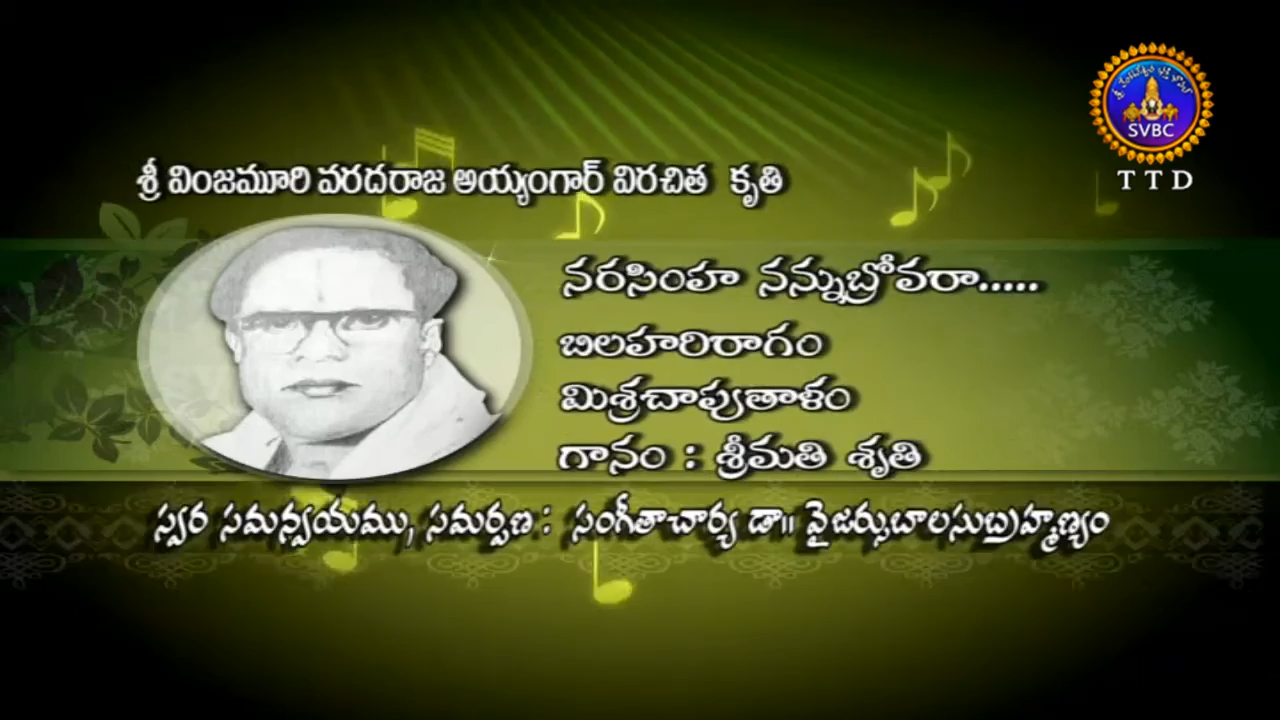 శ్రీ వింజమూరి వరదరాజ అయ్యంగార్ విరచిత కృతి
నరసింహ నన్నుబ్రోవరా.....
బిలహరిరాగం
మిశ్రచాపుతాళం
గానం : శ్రీమతి శృతి
స్వర సమన్వయము, సమర్పణ : సంగీతాచార్య డా॥ వైజర్సుబాలసుబ్రహ్మణ్యం
SVBC
TTD